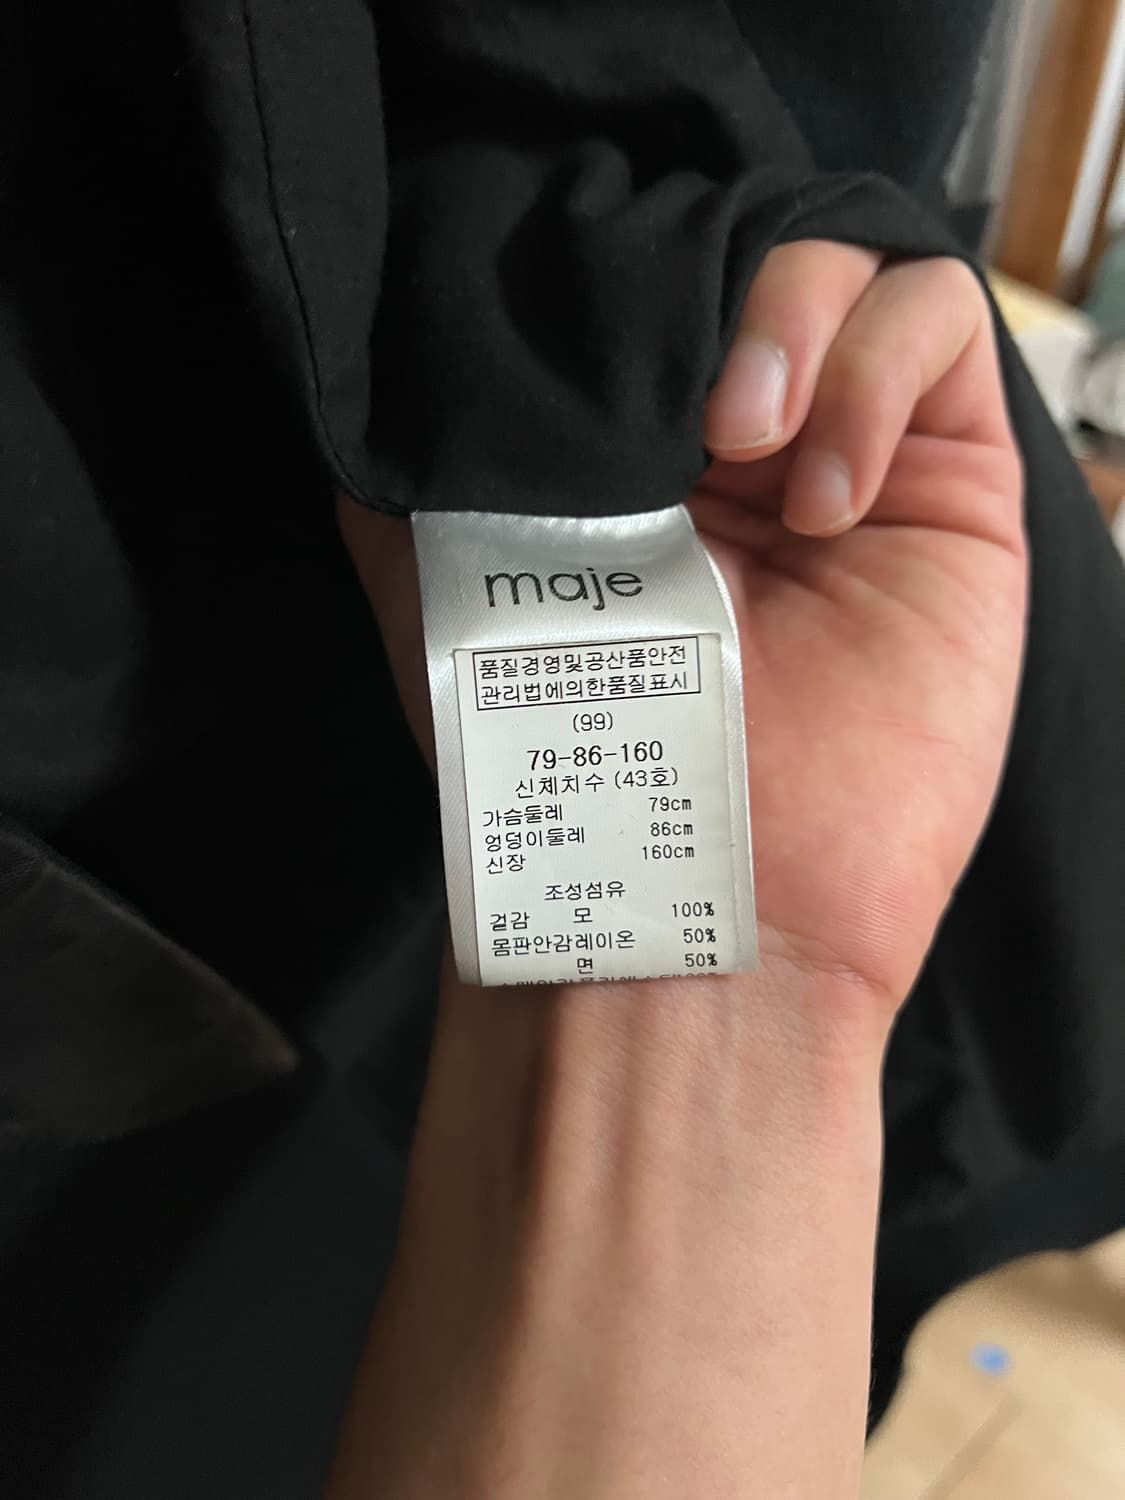 maje
품질경영및공산품안전
관리법에의한품질표시
(99)
79-86-160
신체치수 (43호)
가슴둘레 79cm
엉덩이둘레 86cm
신장 160cm
조성섬유
겉감 모 100%
몸판안감레이온 50%
면 50%